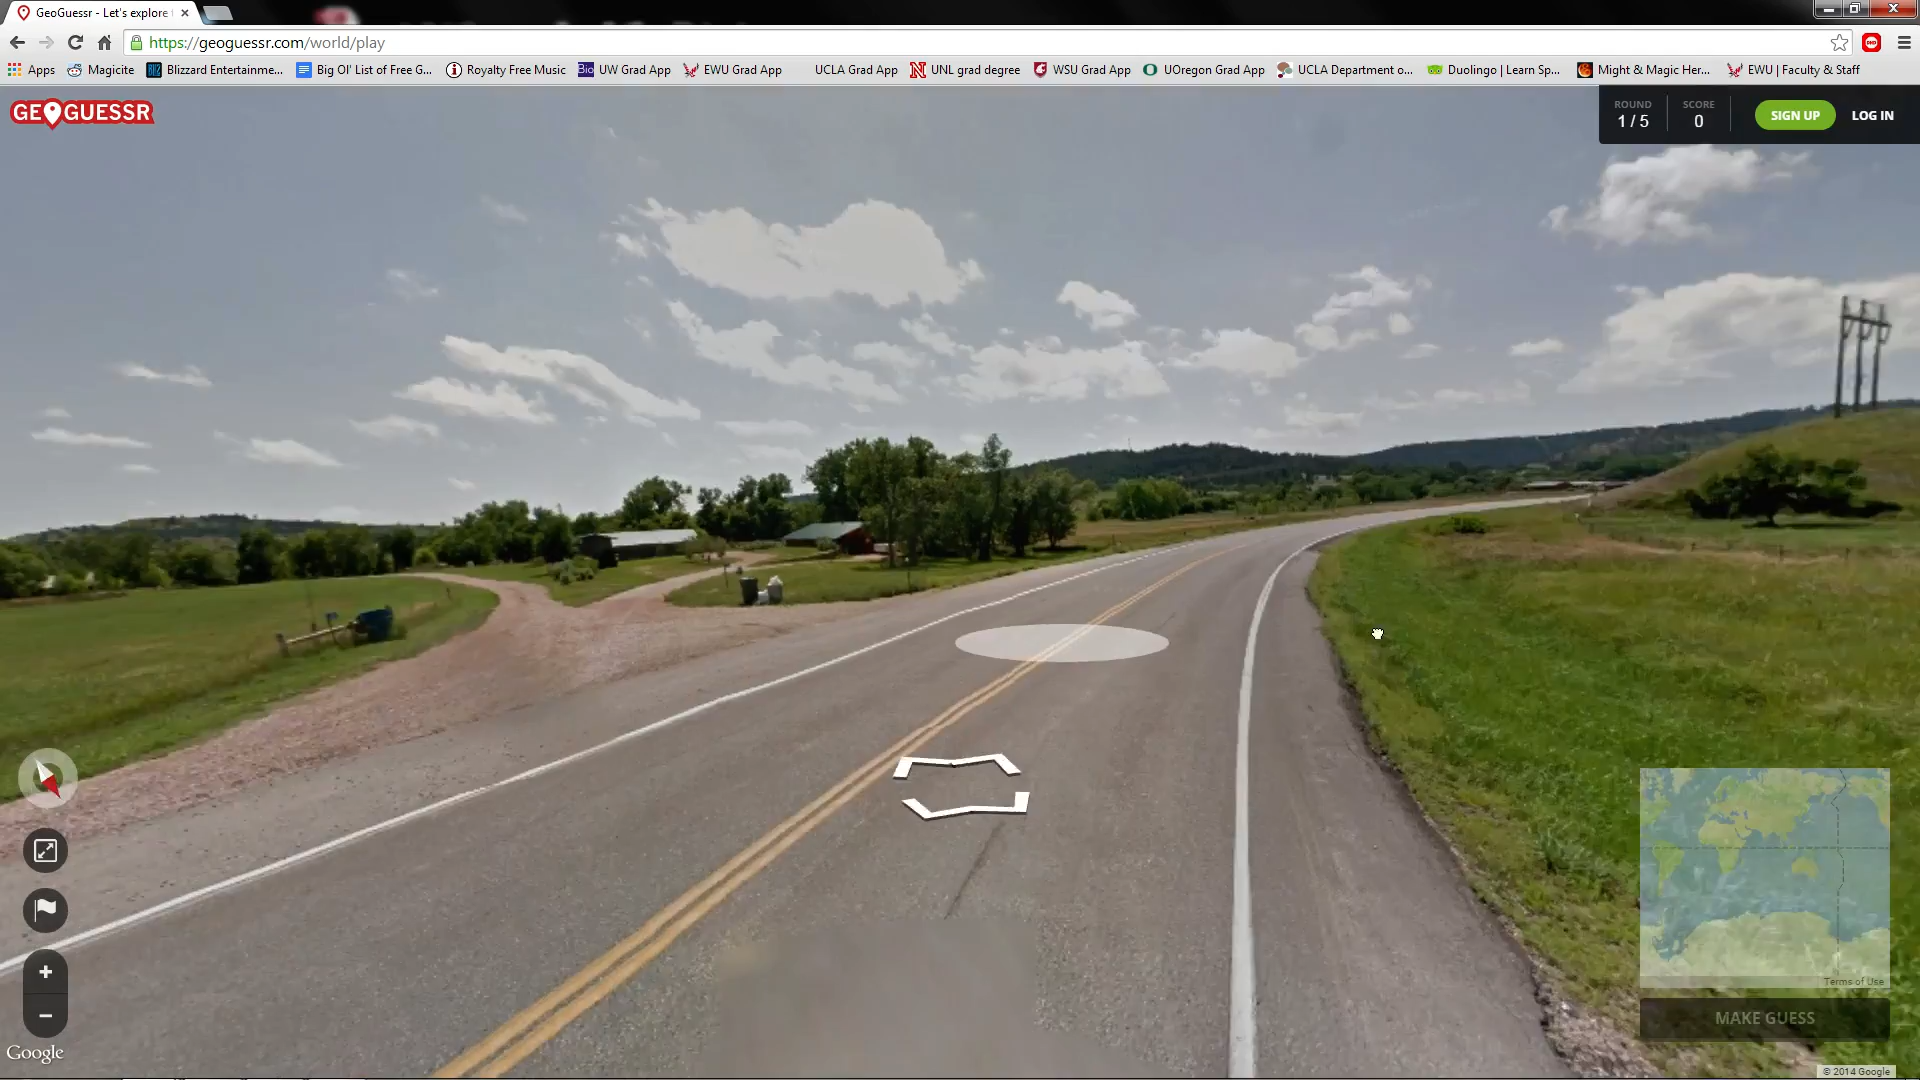 GeoGuessr - Let's explore
https://geoguessr.com/world/play
Apps Magicite Blizzard Entertainme... Big Ol' List of Free G... Royalty Free Music UW Grad App EWU Grad App UCLA Grad App UNL grad degree WSU Grad App UOregon Grad App UCLA Department o... Duolingo | Learn Sp... Might & Magic Her... EWU | Faculty & Staff
GEOGUESSR
ROUND SCORE
1 / 5 0 SIGN UP LOG IN
Terms of Use
MAKE GUESS
Google
© 2014 Google